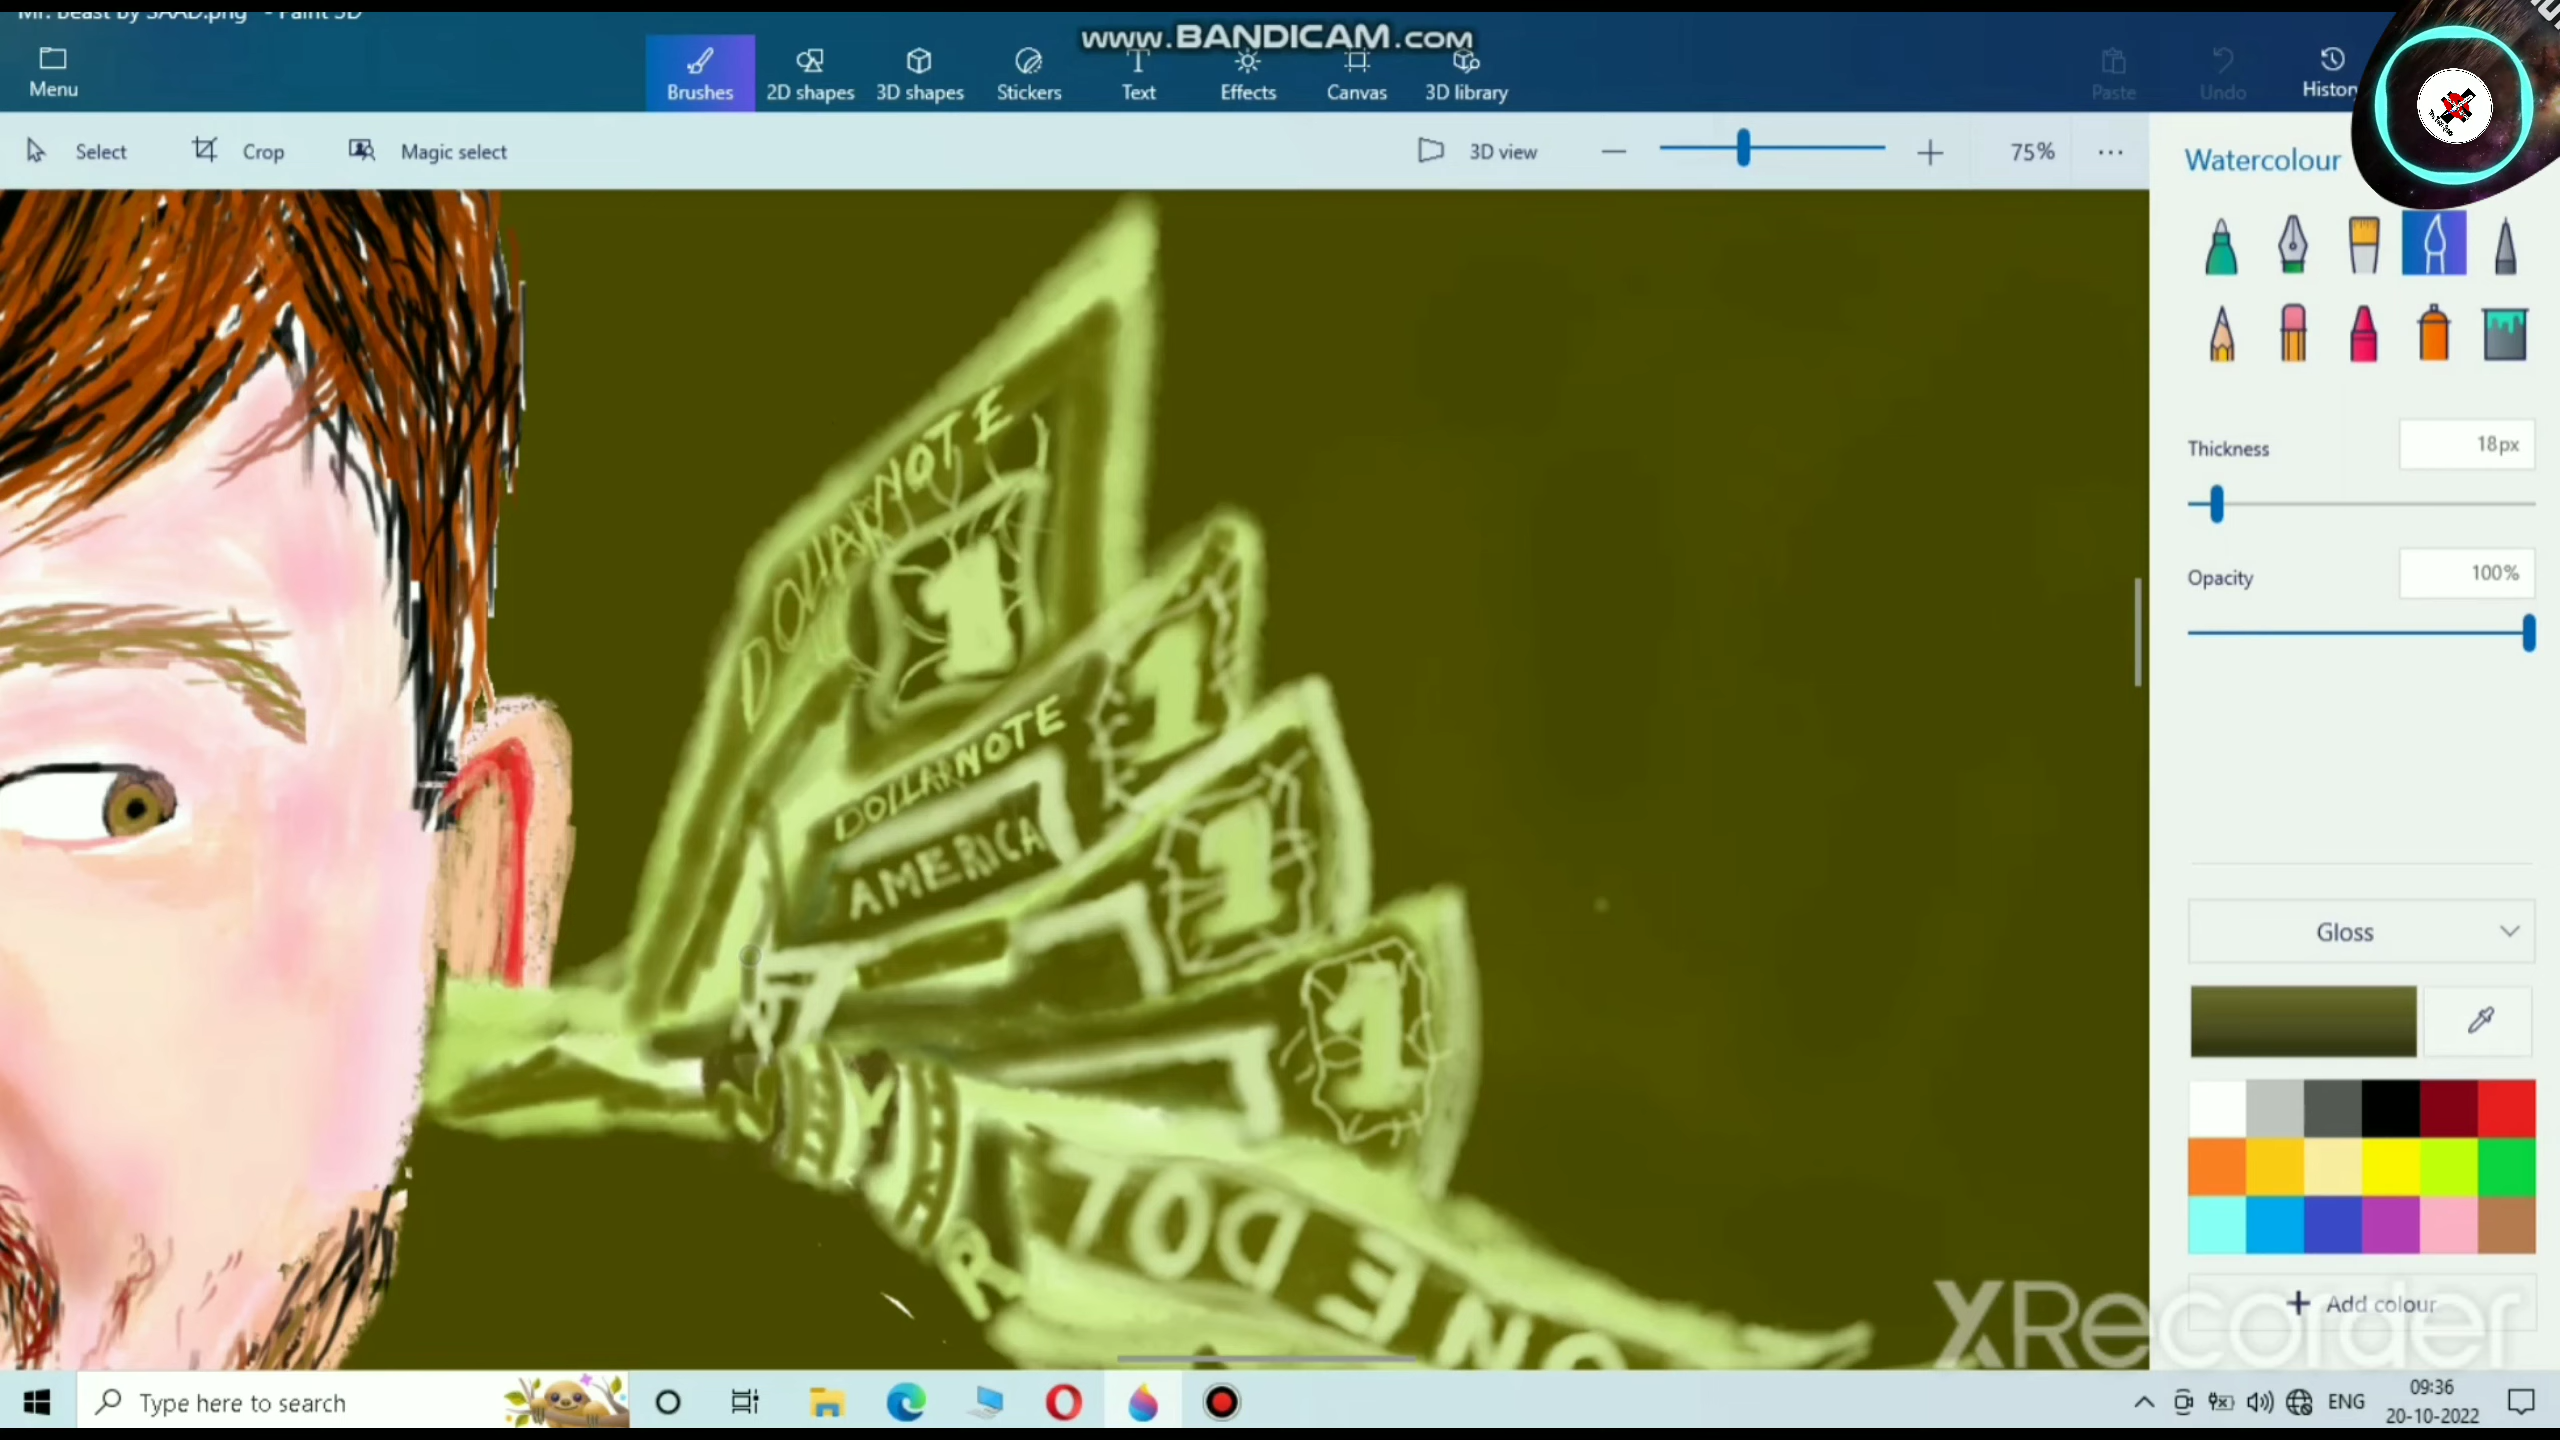 Mr. Beast By SAAD.png - Paint 3D
www.BANDICAM.com
Menu
Brushes
2D shapes
3D shapes
Stickers
Text
Effects
Canvas
3D library
Paste
Undo
Select
Crop
Magic select
3D view
75%
Watercolour
Thickness
18px
Opacity
100%
Gloss
Add colour
DOLLAR NOTE
1
1
DOLLAR NOTE
AMERICA
1
1
R
ONE DOL
XRecorder
Type here to search
ENG
09:36
20-10-2022